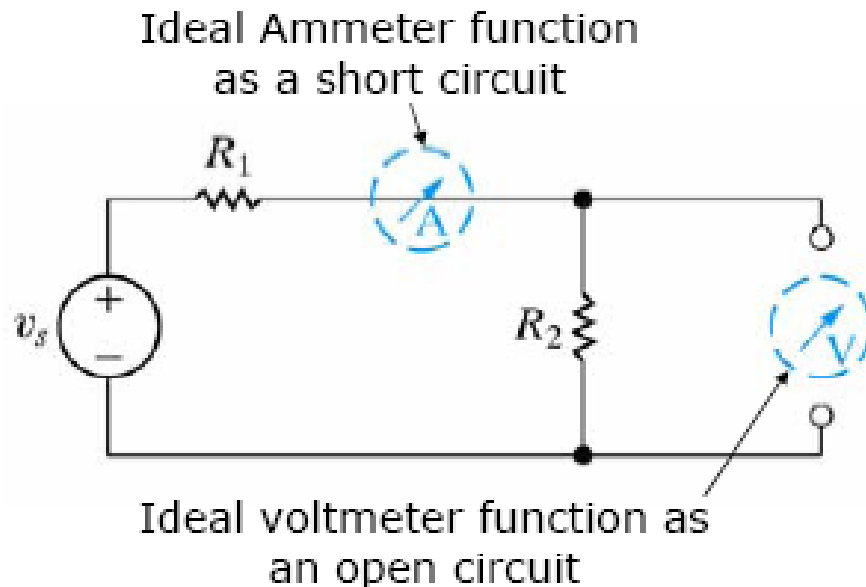 Ideal Ammeter function
as a short circuit
R₁
A
+
vₛ
−
R₂
V
Ideal voltmeter function as
an open circuit